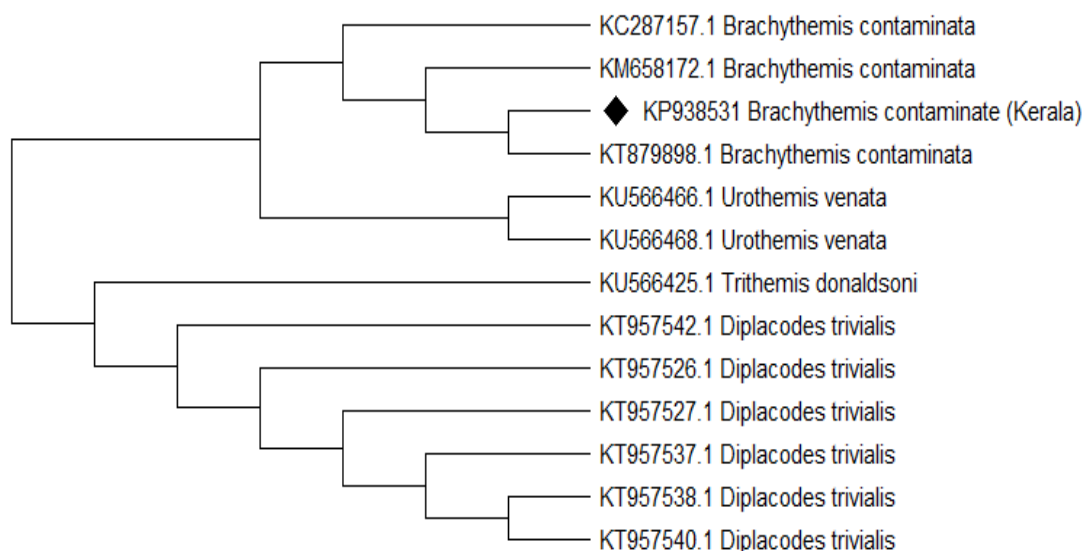 KC287157.1 Brachythemis contaminata
KM658172.1 Brachythemis contaminata
KP938531 Brachythemis contaminate (Kerala)
KT879898.1 Brachythemis contaminata
KU566466.1 Urothemis venata
KU566468.1 Urothemis venata
KU566425.1 Trithemis donaldsoni
KT957542.1 Diplacodes trivialis
KT957526.1 Diplacodes trivialis
KT957527.1 Diplacodes trivialis
KT957537.1 Diplacodes trivialis
KT957538.1 Diplacodes trivialis
KT957540.1 Diplacodes trivialis